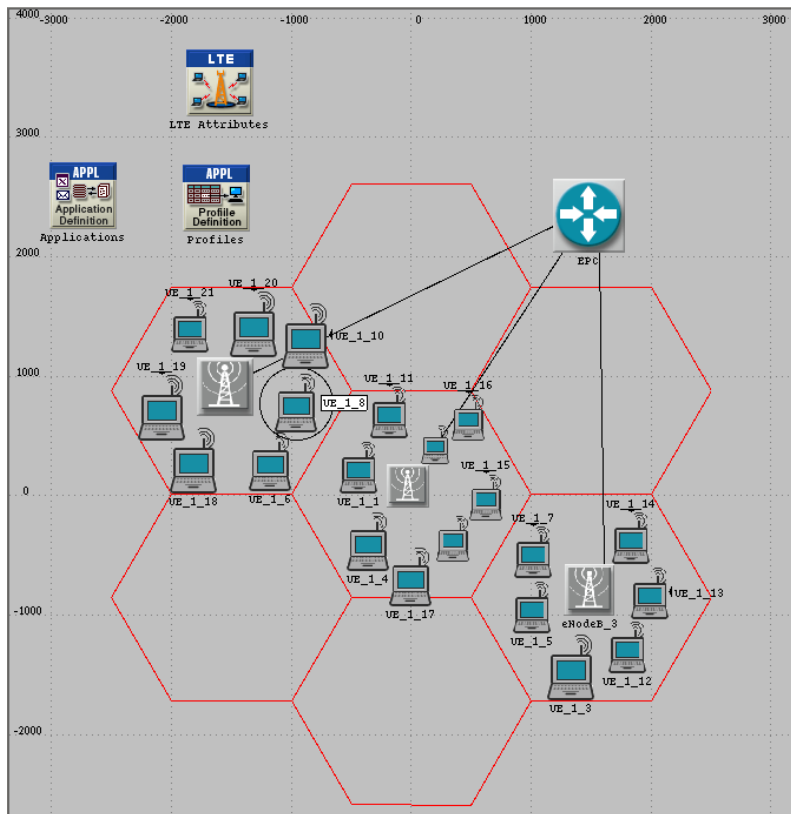 4000
-3000
-2000
-1000
0
1000
2000
3000
LTE
LTE Attributes
3000
APPL
Application
Definition
Applications
APPL
Profile
Definition
Profiles
2000
EPC
UE_1_21
UE_1_20
UE_1_10
1000
UE_1_19
UE_1_11
UE_1_16
UE_1_8
UE_1_18
UE_1_6
UE_1_1
UE_1_15
0
UE_1_7
UE_1_14
UE_1_4
UE_1_17
-1000
eNodeB_3
UE_1_13
UE_1_5
UE_1_12
UE_1_3
-2000